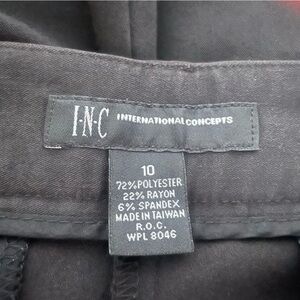 I·N·C INTERNATIONAL CONCEPTS
10
72% POLYESTER
22% RAYON
6% SPANDEX
MADE IN TAIWAN
R.O.C.
WPL 8046